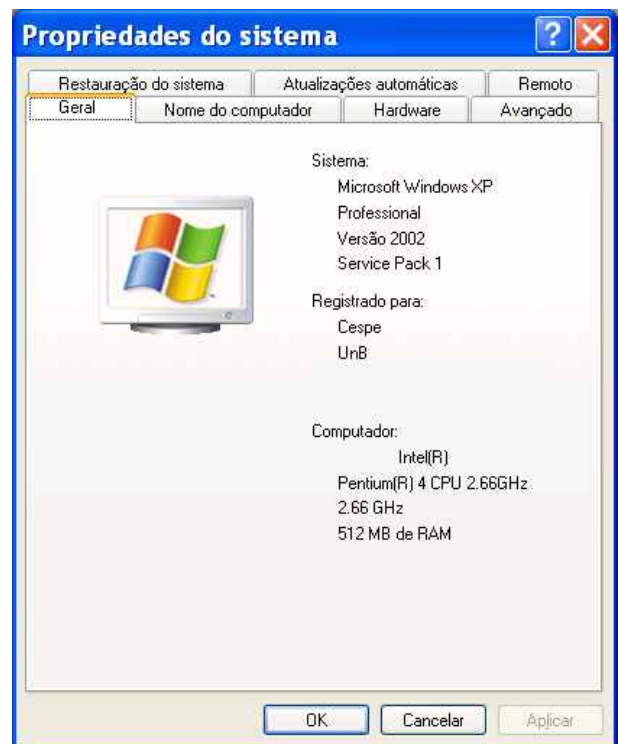 Propriedades do sistema
Restauração do sistema Atualizações automáticas Remoto
Geral Nome do computador Hardware Avançado
Sistema:
Microsoft Windows XP
Professional
Versão 2002
Service Pack 1
Registrado para:
Cespe
UnB
Computador:
Intel(R)
Pentium(R) 4 CPU 2.66GHz
2.66 GHz
512 MB de RAM
OK Cancelar Aplicar